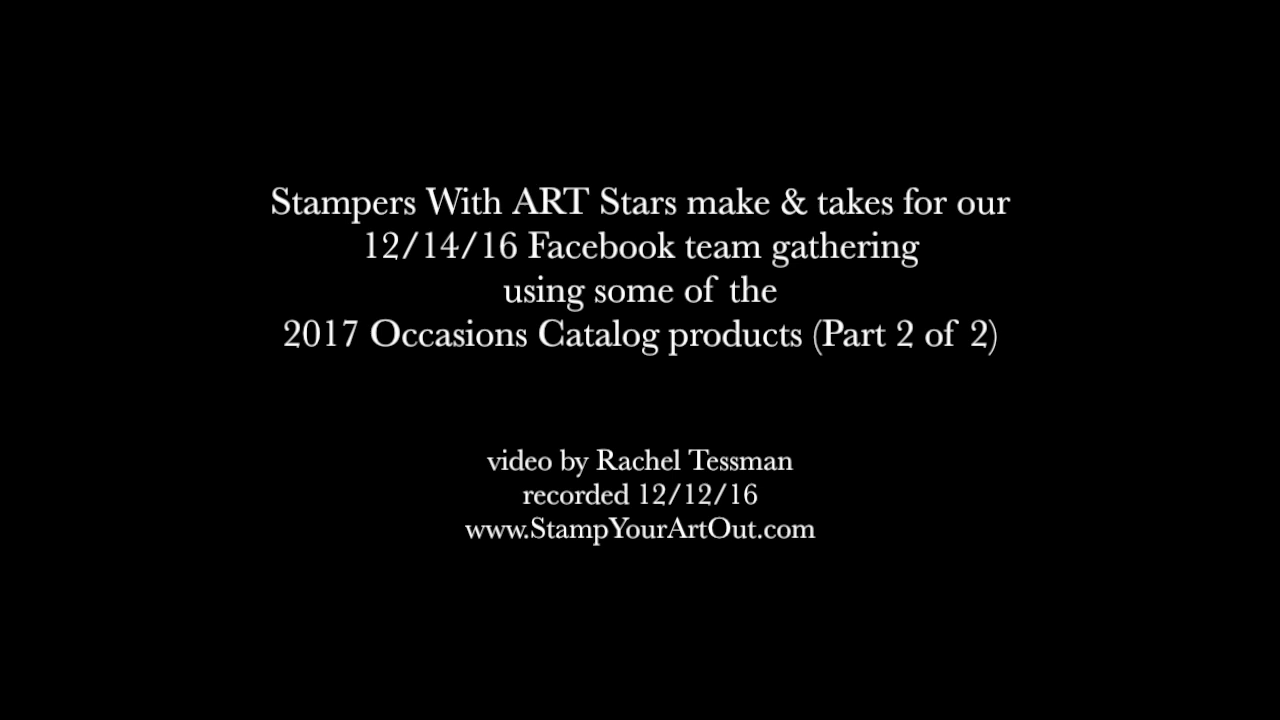 Stampers With ART Stars make & takes for our
12/14/16 Facebook team gathering
using some of the
2017 Occasions Catalog products (Part 2 of 2)
video by Rachel Tessman
recorded 12/12/16
www.StampYourArtOut.com